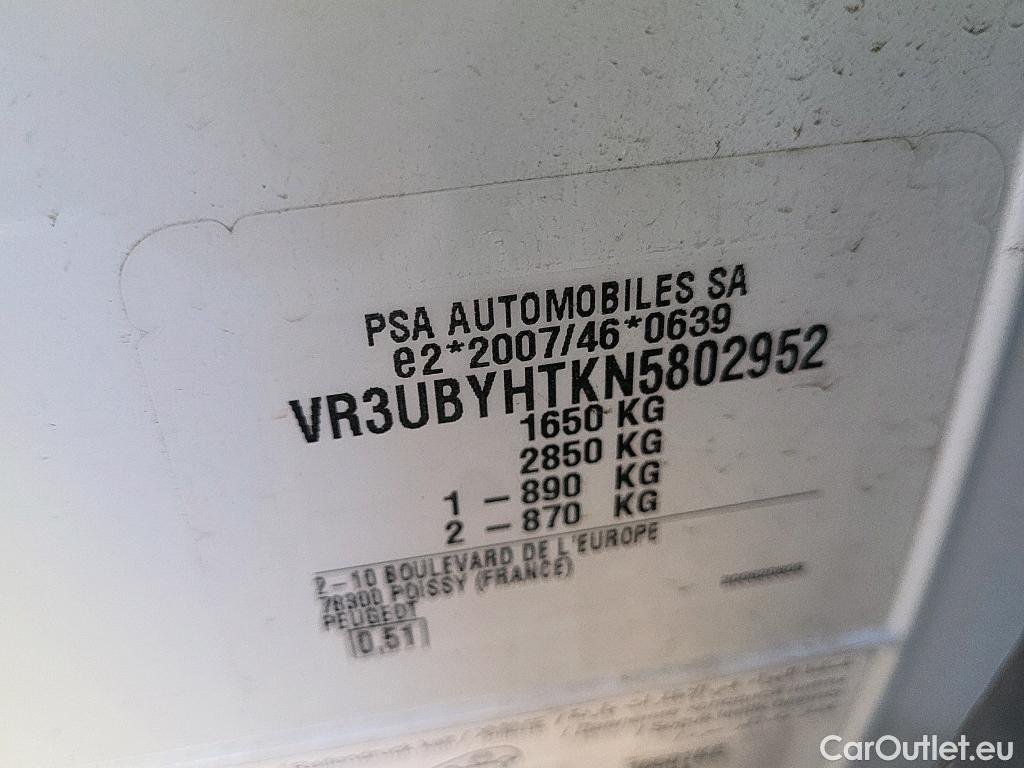 PSA AUTOMOBILES SA
e2*2007/46*0639
VR3UBYHTKN5802952
1650 KG
2850 KG
1 - 890 KG
2 - 870 KG
2-10 BOULEVARD DE L'EUROPE
78300 POISSY (FRANCE)
PEUGEOT
0.51
CarOutlet.eu